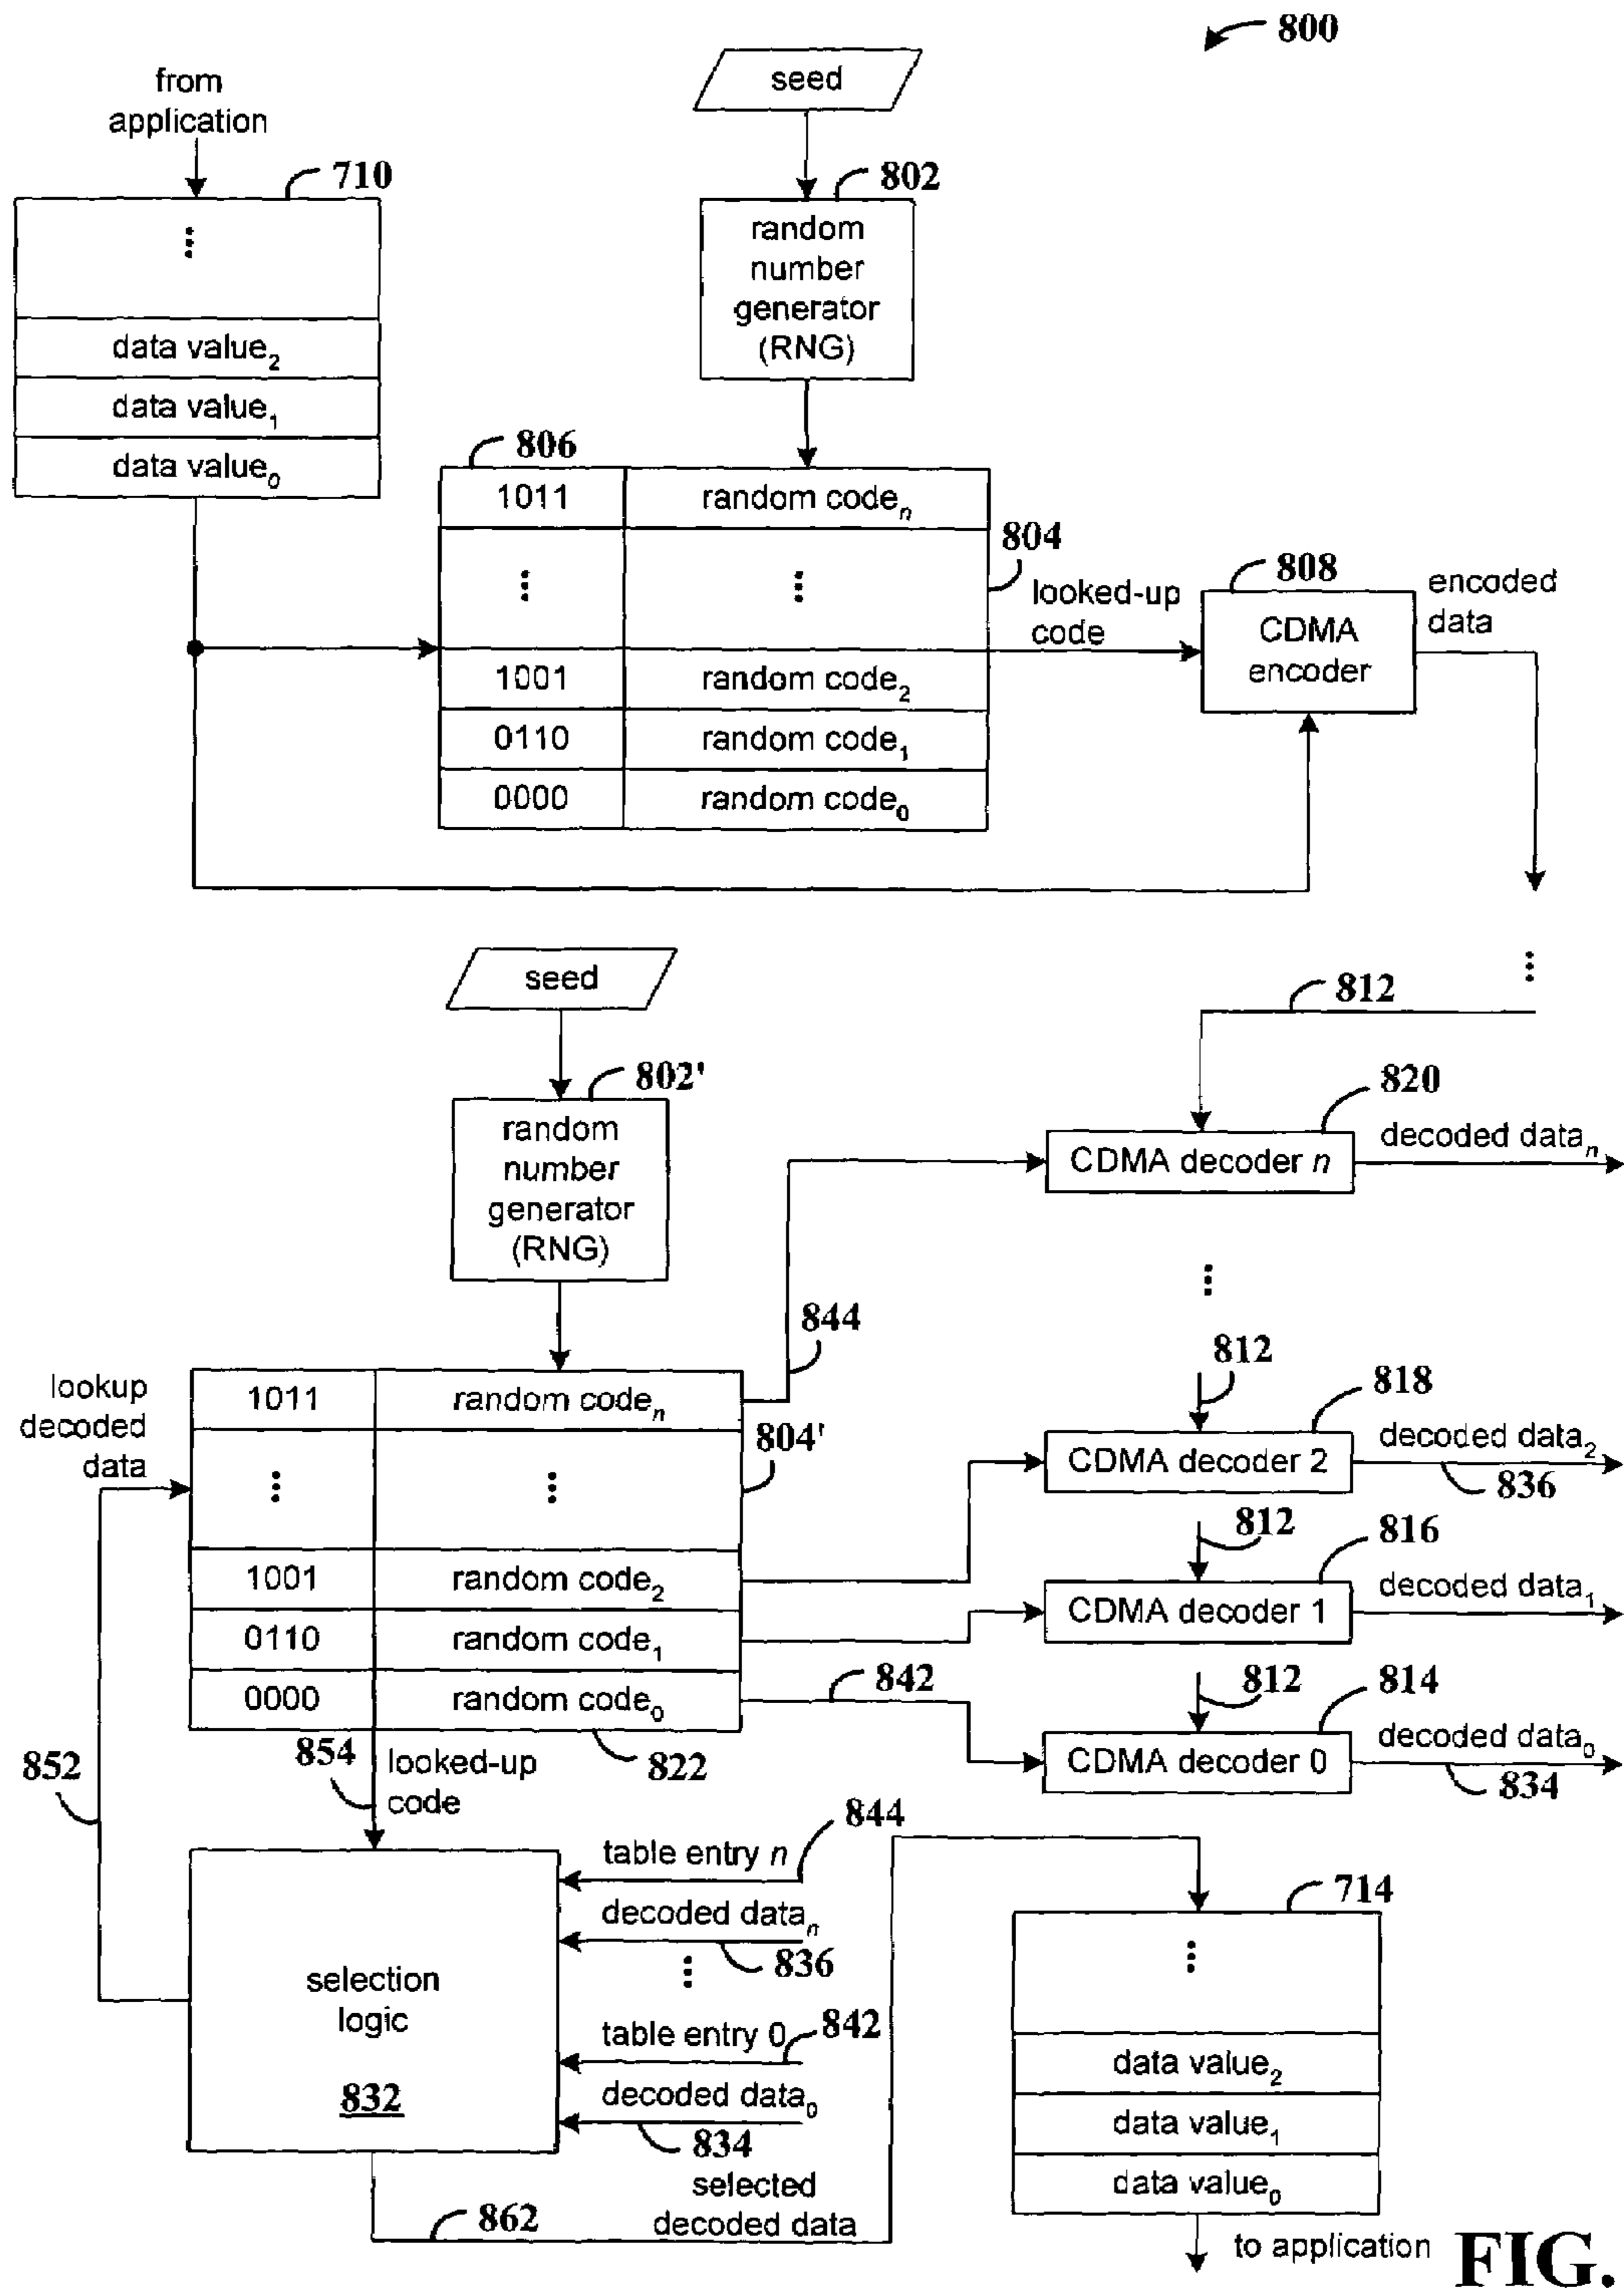 800
from
application
seed
710
802
⋮
random
number
generator
(RNG)
data value2
data value1
data value0
806
1011 random coden
804
⋮ ⋮
looked-up
code
808
CDMA
encoder
encoded
data
1001 random code2
0110 random code1
0000 random code0
seed
⋮
812
802'
random
number
generator
(RNG)
820
CDMA decoder n
decoded datan
⋮
844
lookup
decoded
data
1011 random coden
804'
⋮ ⋮
1001 random code2
0110 random code1
0000 random code0
812
818
CDMA decoder 2
decoded data2
836
812
816
CDMA decoder 1
decoded data1
842
812
814
CDMA decoder 0
decoded data0
834
852
854
looked-up
code
822
844
table entry n
decoded datan
836
⋮
selection
logic
832
table entry 0
842
decoded data0
834
714
⋮
data value2
data value1
data value0
862
selected
decoded data
to application
FIG.